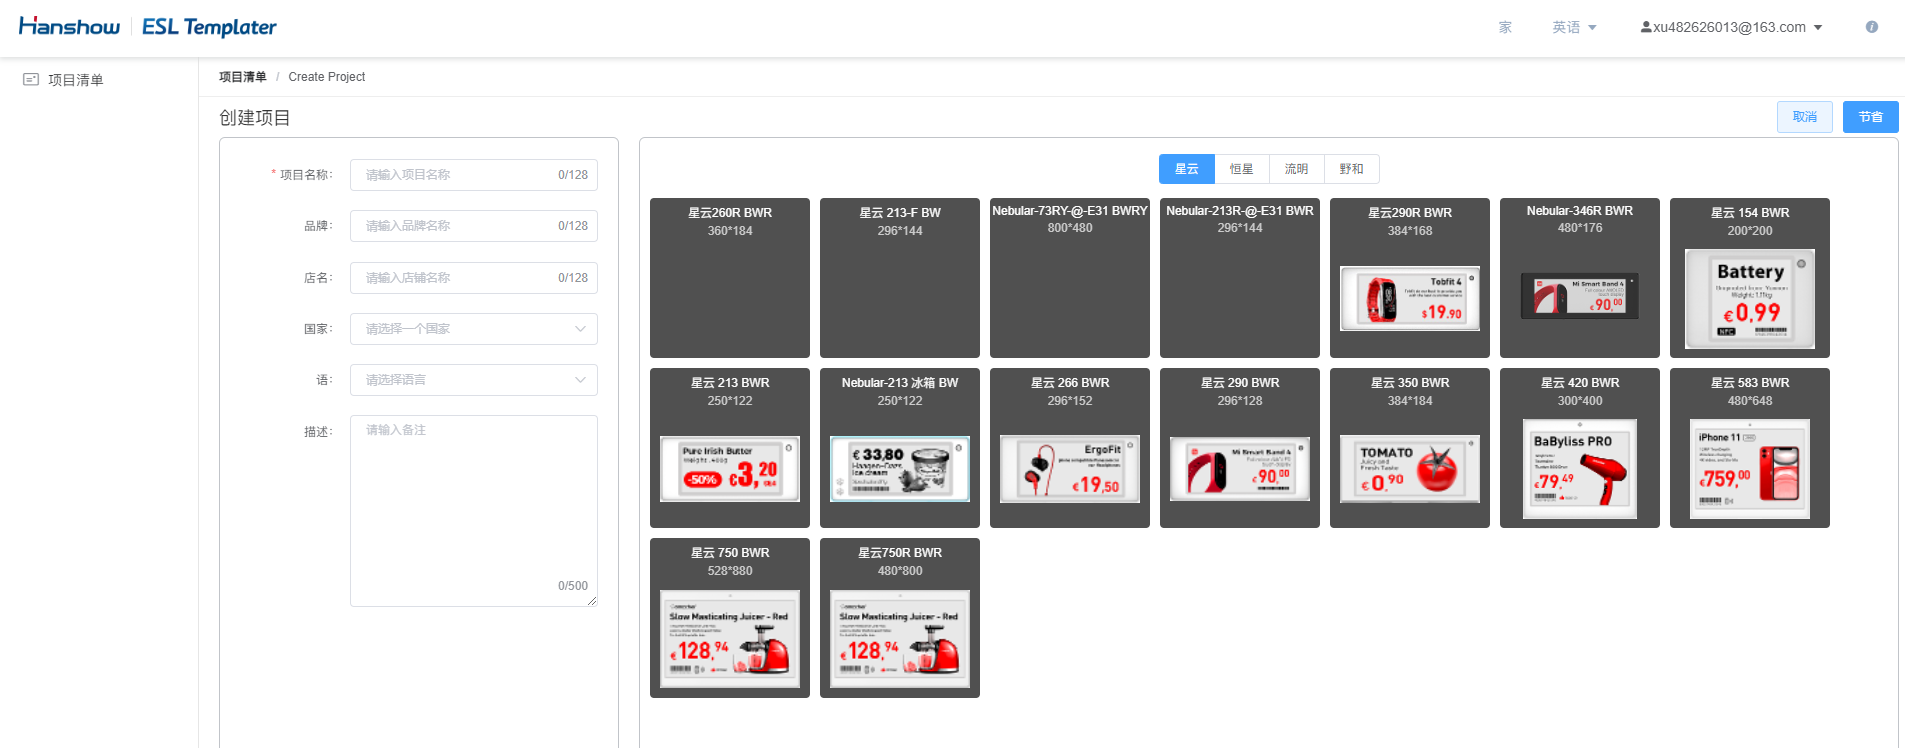 Hanshow ESL Templater
家
英语
xu482626013@163.com
项目清单
项目清单 / Create Project
创建项目
取消
节省
* 项目名称:
请输入项目名称
0/128
品牌:
请输入品牌名称
0/128
店名:
请输入店铺名称
0/128
国家:
请选择一个国家
语:
请选择语言
描述:
请输入备注
0/500
星云
恒星
流明
野和
星云260R BWR
360*184
星云 213-F BW
296*144
Nebular-73RY-@-E31 BWRY
800*480
Nebular-213R-@-E31 BWR
296*144
星云290R BWR
384*168
Tobfit 4
$19.90
Nebular-346R BWR
480*176
Mi Smart Band 4
€90,00
星云 154 BWR
200*200
Battery
Weight: 1.11kg
€0,99
NFC
星云 213 BWR
250*122
Pure Irish Butter
Weight.400g
-50%
€3,20
Nebular-213 冰箱 BW
250*122
€33,80
Haagen-Dazs
ice cream
星云 266 BWR
296*152
ErgoFit
€19,50
星云 290 BWR
296*128
Mi Smart Band 4
€90,00
星云 350 BWR
384*184
TOMATO
Juicy and
Fresh Taste
€0.90
星云 420 BWR
300*400
BaByliss PRO
€79,49
星云 583 BWR
480*648
iPhone 11
€759,00
星云 750 BWR
528*880
Slow Masticating Juicer - Red
€128,94
星云750R BWR
480*800
Slow Masticating Juicer - Red
€128,94